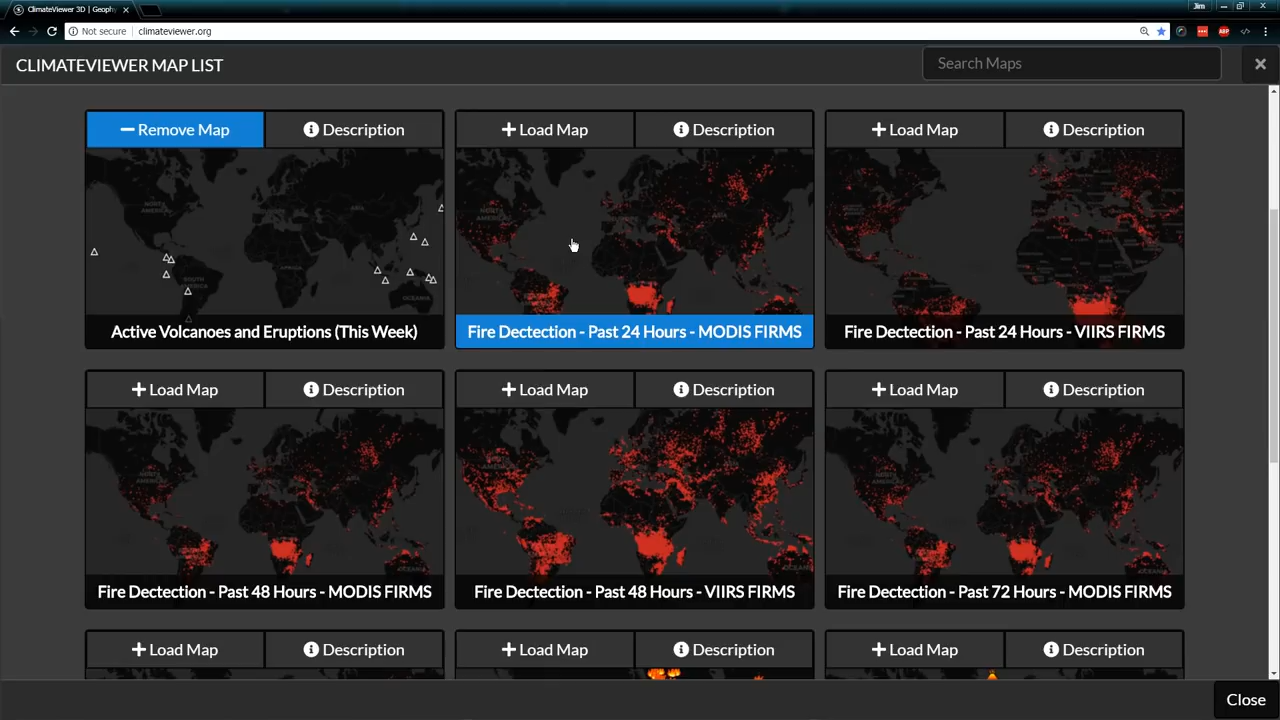 ClimateViewer 3D | Geoph
Jim
Not secure | climateviewer.org
ABP
CLIMATEVIEWER MAP LIST
Search Maps
Remove Map
Description
Load Map
Description
Load Map
Description
Active Volcanoes and Eruptions (This Week)
Fire Dectection - Past 24 Hours - MODIS FIRMS
Fire Dectection - Past 24 Hours - VIIRS FIRMS
Load Map
Description
Load Map
Description
Load Map
Description
Fire Dectection - Past 48 Hours - MODIS FIRMS
Fire Dectection - Past 48 Hours - VIIRS FIRMS
Fire Dectection - Past 72 Hours - MODIS FIRMS
Load Map
Description
Load Map
Description
Load Map
Description
Close